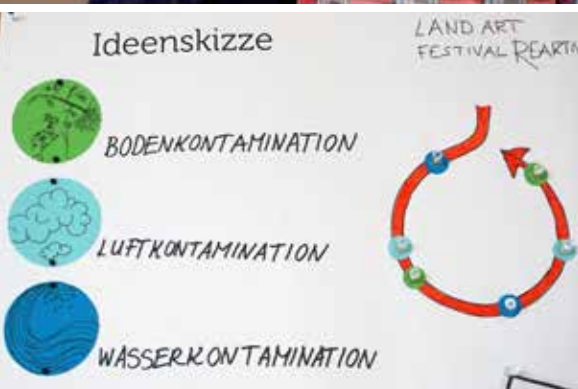 Ideenskizze
LAND ART
FESTIVAL
BODENKONTAMINATION
LUFTKONTAMINATION
WASSERKONTAMINATION